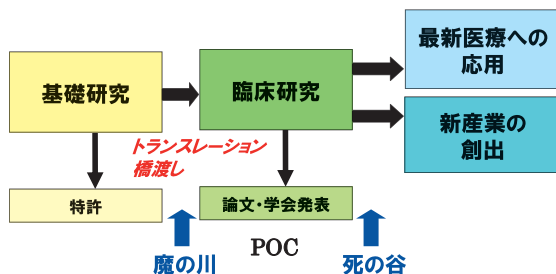 最新医療への
応用
基礎研究
臨床研究
新産業の
創出
トランスレーション
橋渡し
特許
論文・学会発表
POC
魔の川
死の谷